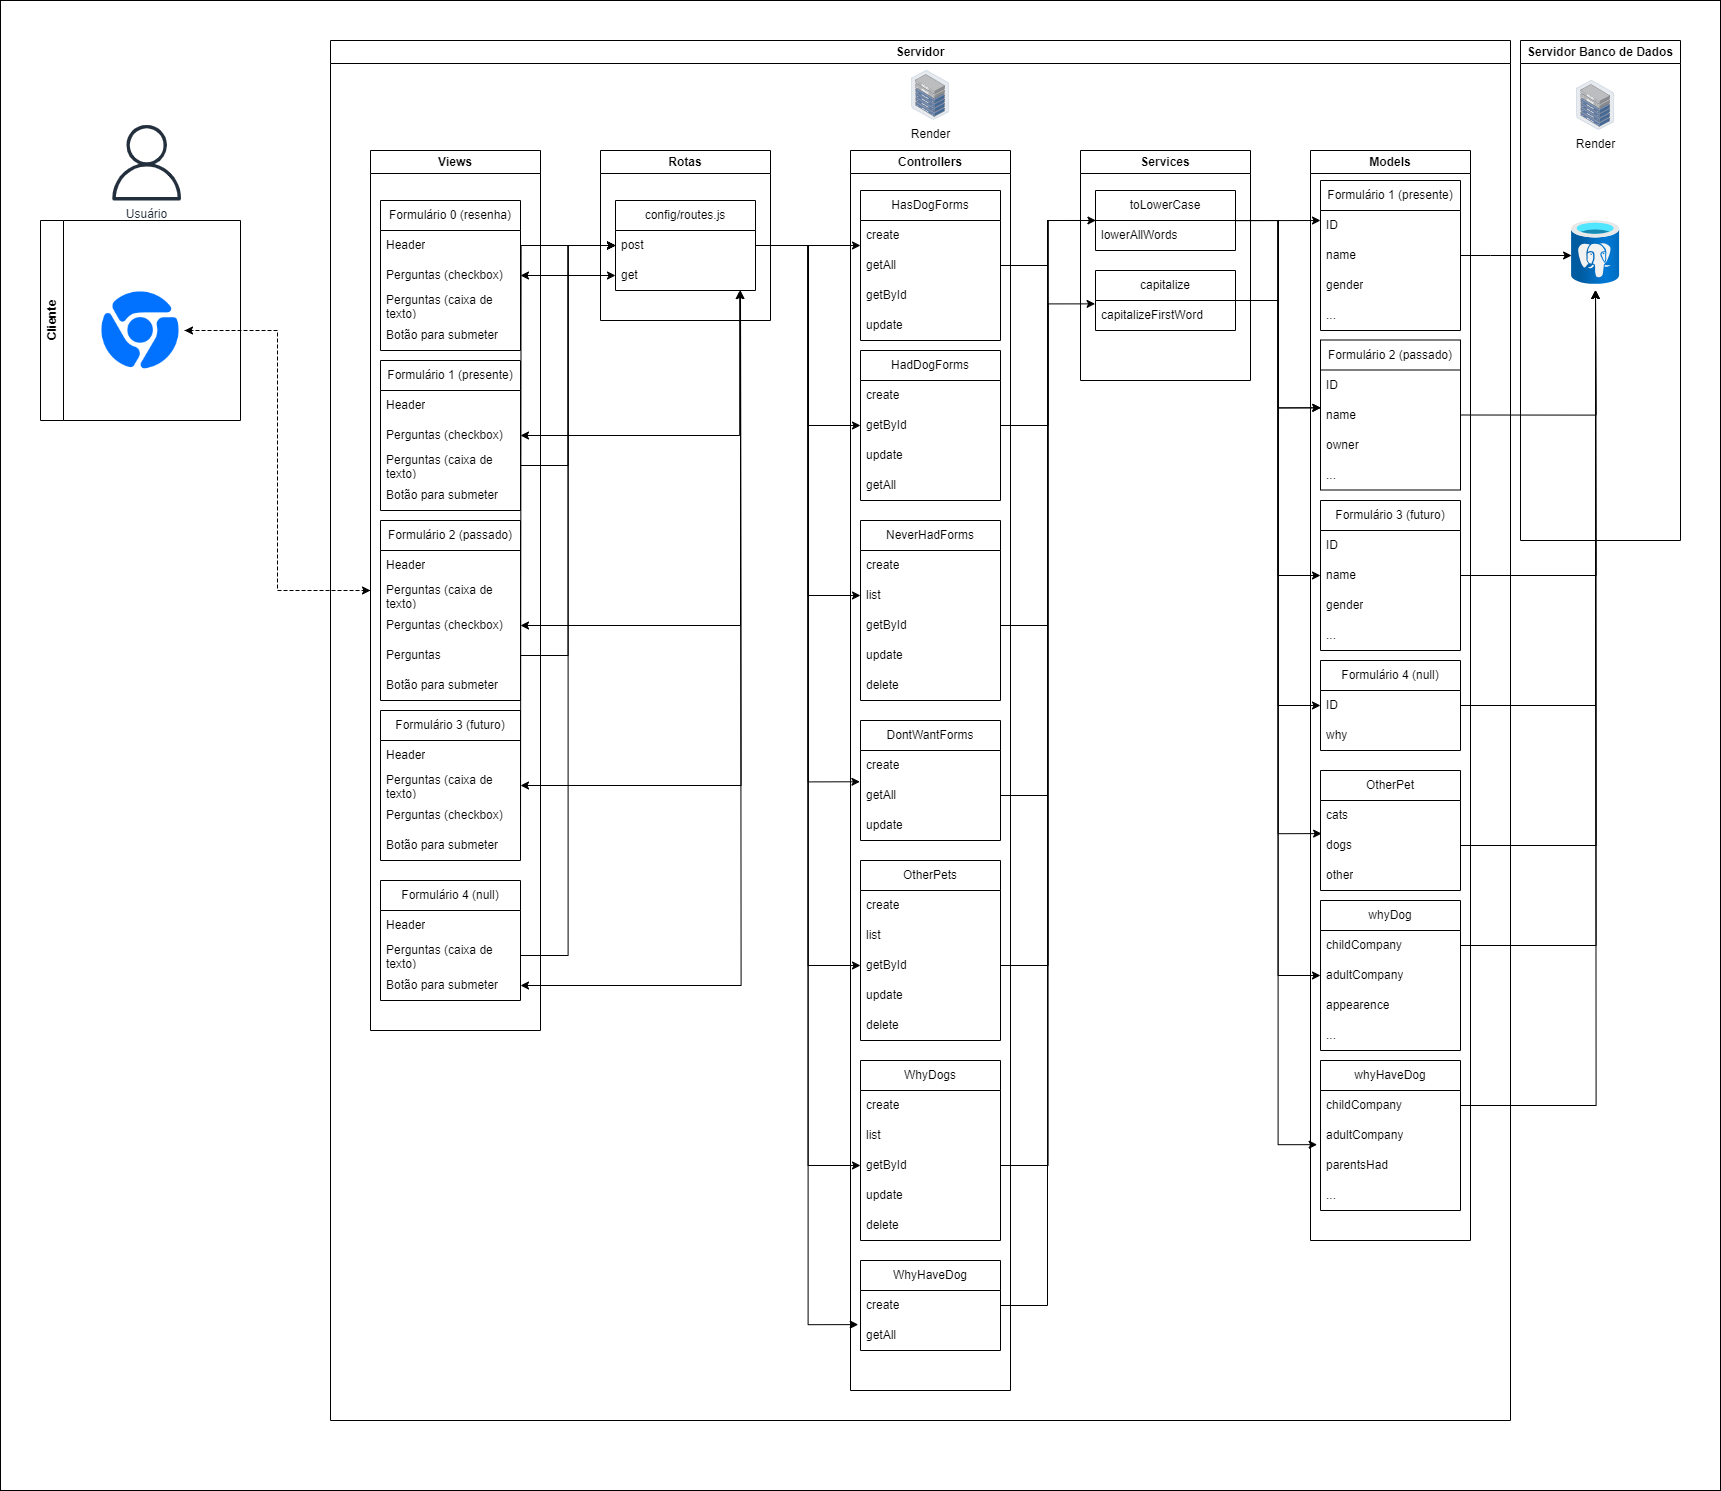 Servidor
Render
Servidor Banco de Dados
Render
Usuário
Cliente
Views
Formulário 0 (resenha)
Header
Perguntas (checkbox)
Perguntas (caixa de
texto)
Botão para submeter
Formulário 1 (presente)
Header
Perguntas (checkbox)
Perguntas (caixa de
texto)
Botão para submeter
Formulário 2 (passado)
Header
Perguntas (caixa de
texto)
Perguntas (checkbox)
Perguntas
Botão para submeter
Formulário 3 (futuro)
Header
Perguntas (caixa de
texto)
Perguntas (checkbox)
Botão para submeter
Formulário 4 (null)
Header
Perguntas (caixa de
texto)
Botão para submeter
Rotas
config/routes.js
post
get
Controllers
HasDogForms
create
getAll
getById
update
HadDogForms
create
getById
update
getAll
NeverHadForms
create
list
getById
update
delete
DontWantForms
create
getAll
update
OtherPets
create
list
getById
update
delete
WhyDogs
create
list
getById
update
delete
WhyHaveDog
create
getAll
Services
toLowerCase
lowerAllWords
capitalize
capitalizeFirstWord
Models
Formulário 1 (presente)
ID
name
gender
...
Formulário 2 (passado)
ID
name
owner
...
Formulário 3 (futuro)
ID
name
gender
...
Formulário 4 (null)
ID
why
OtherPet
cats
dogs
other
whyDog
childCompany
adultCompany
appearence
...
whyHaveDog
childCompany
adultCompany
parentsHad
...